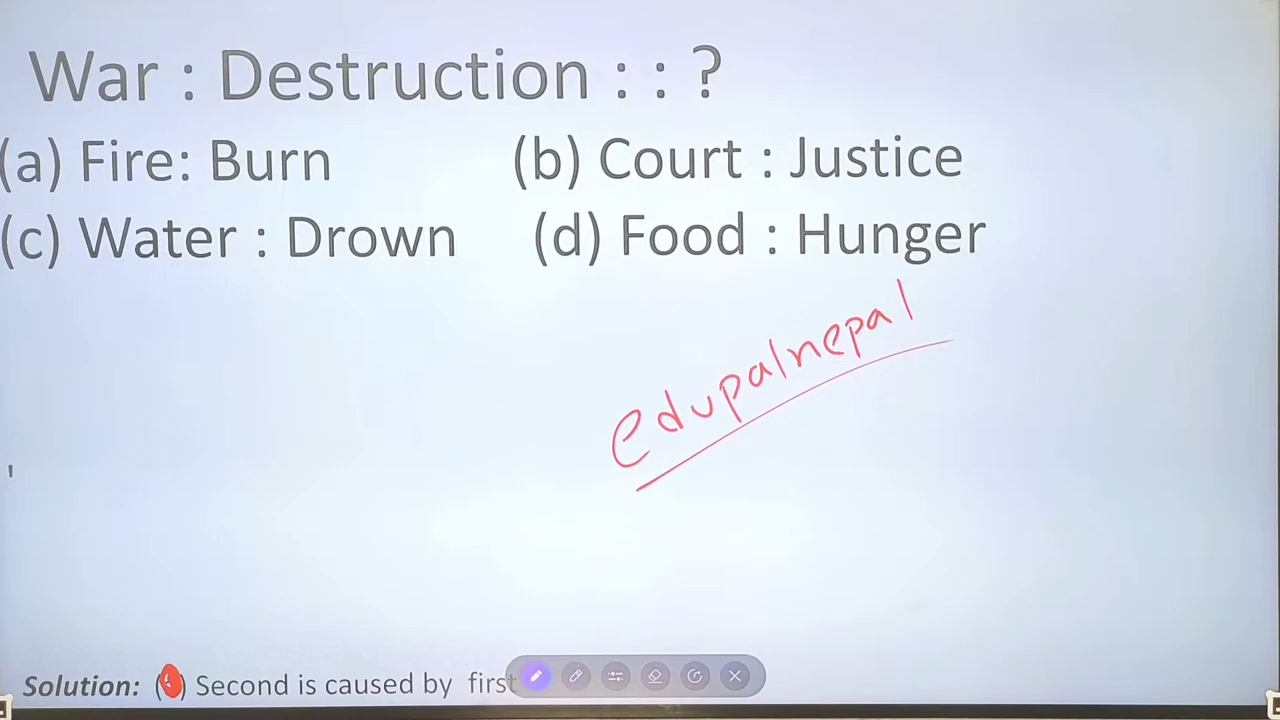 War : Destruction : : ?
(a) Fire: Burn (b) Court : Justice
(c) Water : Drown (d) Food : Hunger
edupalnepal
Solution: ( ) Second is caused by first